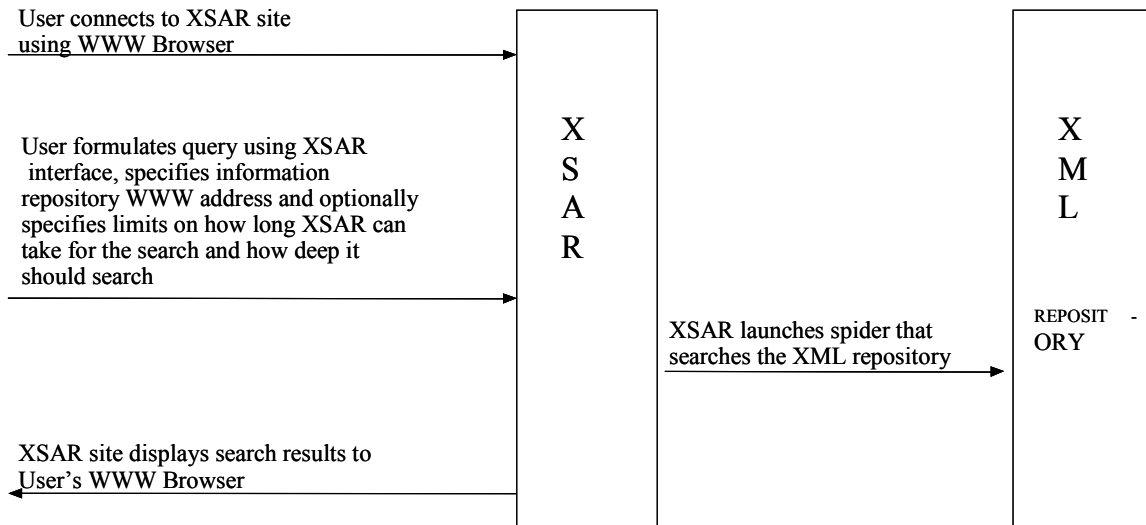 User connects to XSAR site
using WWW Browser
User formulates query using XSAR
interface, specifies information
repository WWW address and optionally
specifies limits on how long XSAR can
take for the search and how deep it
should search
X
S
A
R
XSAR launches spider that
searches the XML repository
X
M
L
REPOSIT -
ORY
XSAR site displays search results to
User’s WWW Browser